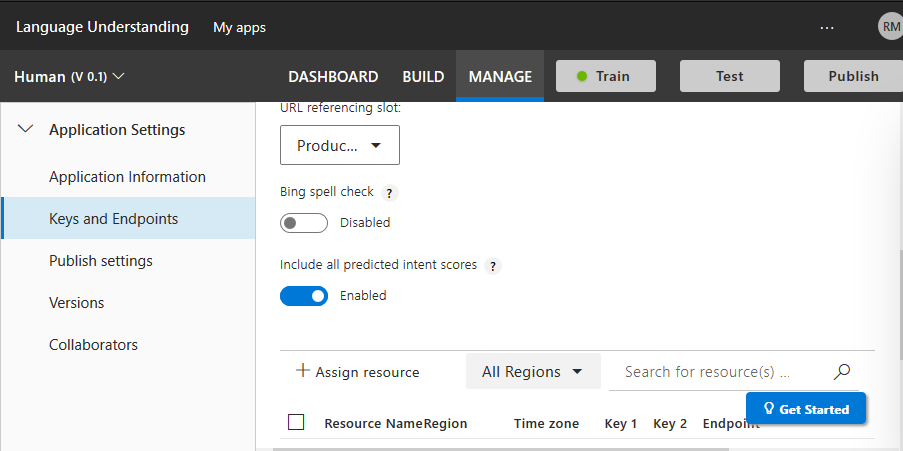 Language Understanding My apps ... RM
Human (V 0.1) DASHBOARD BUILD MANAGE Train Test Publish
Application Settings
Application Information
Keys and Endpoints
Publish settings
Versions
Collaborators
URL referencing slot:
Produc...
Bing spell check ?
Disabled
Include all predicted intent scores ?
Enabled
+ Assign resource All Regions Search for resource(s) ...
Get Started
Resource Name Region Time zone Key 1 Key 2 Endpoint